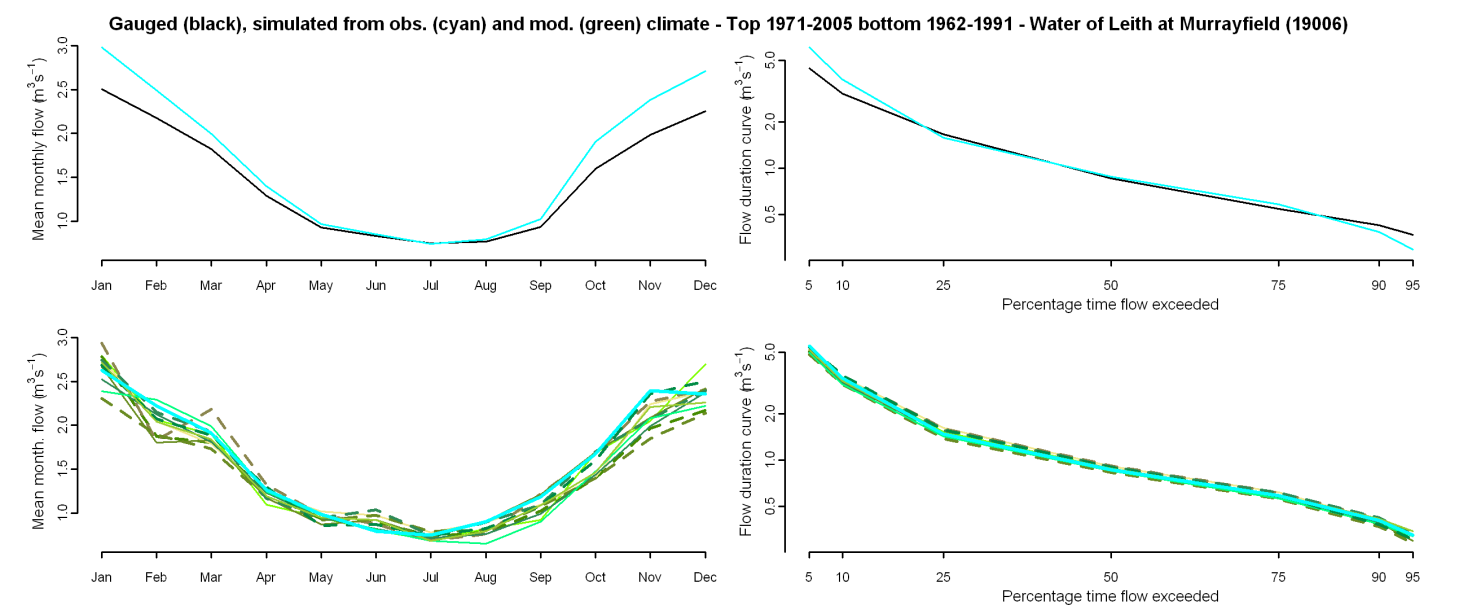 Gauged (black), simulated from obs. (cyan) and mod. (green) climate - Top 1971-2005 bottom 1962-1991 - Water of Leith at Murrayfield (19006)
Mean monthly flow (m³s⁻¹)
3.0
2.5
2.0
1.5
1.0
Jan Feb Mar Apr May Jun Jul Aug Sep Oct Nov Dec
Flow duration curve (m³s⁻¹)
5.0
2.0
1.0
0.5
5 10 25 50 75 90 95
Percentage time flow exceeded
Mean month. flow (m³s⁻¹)
3.0
2.5
2.0
1.5
1.0
Jan Feb Mar Apr May Jun Jul Aug Sep Oct Nov Dec
Flow duration curve (m³s⁻¹)
5.0
2.0
1.0
0.5
5 10 25 50 75 90 95
Percentage time flow exceeded